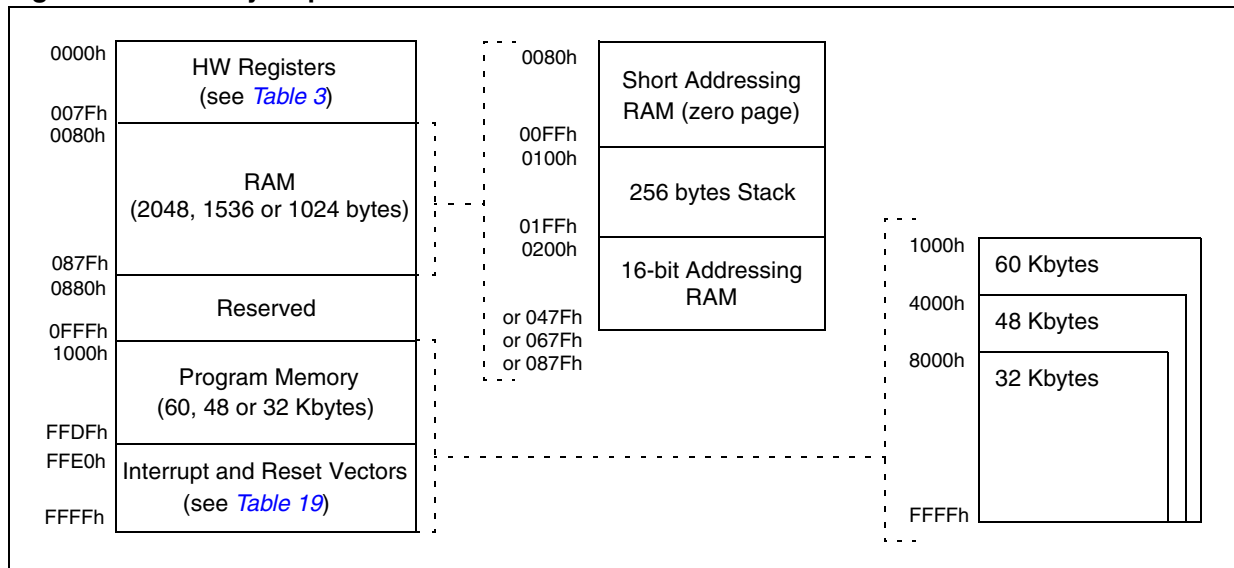 0000h
HW Registers
(see Table 3)
007Fh
0080h
RAM
(2048, 1536 or 1024 bytes)
087Fh
0880h
Reserved
0FFFh
1000h
Program Memory
(60, 48 or 32 Kbytes)
FFDFh
FFE0h
Interrupt and Reset Vectors
(see Table 19)
FFFFh
0080h
Short Addressing
RAM (zero page)
00FFh
0100h
256 bytes Stack
01FFh
0200h
16-bit Addressing
RAM
or 047Fh
or 067Fh
or 087Fh
1000h
60 Kbytes
4000h
48 Kbytes
8000h
32 Kbytes
FFFFh